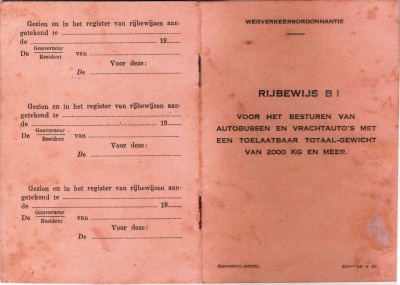 Gezien en in het register van rijbewijzen aan-
getekend te
de 19
De Gouverneur van
Resident
Voor deze:
De
Gezien en in het register van rijbewijzen aan-
getekend te
de 19
De Gouverneur van
Resident
Voor deze:
De
Gezien en in het register van rijbewijzen aan-
getekend te
de 19
De Gouverneur van
Resident
Voor deze:
De
WEGVERKEERSORDONNANTIE
RIJBEWIJS B I
VOOR HET BESTUREN VAN
AUTOBUSSEN EN VRACHTAUTO'S MET
EEN TOELAATBAAR TOTAAL-GEWICHT
VAN 2000 KG EN MEER.